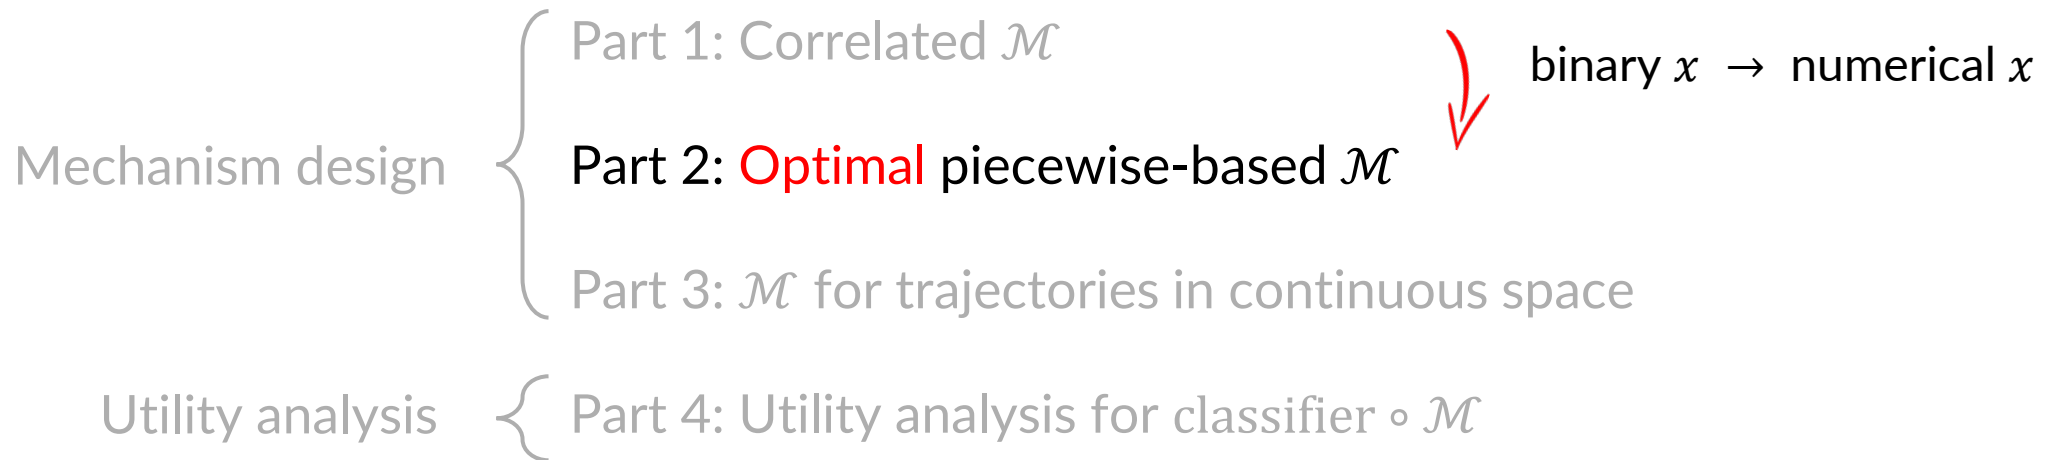 Part 1: Correlated ℳ
binary x → numerical x
Mechanism design
Part 2: Optimal piecewise-based ℳ
Part 3: ℳ for trajectories in continuous space
Utility analysis
Part 4: Utility analysis for classifier ∘ ℳ